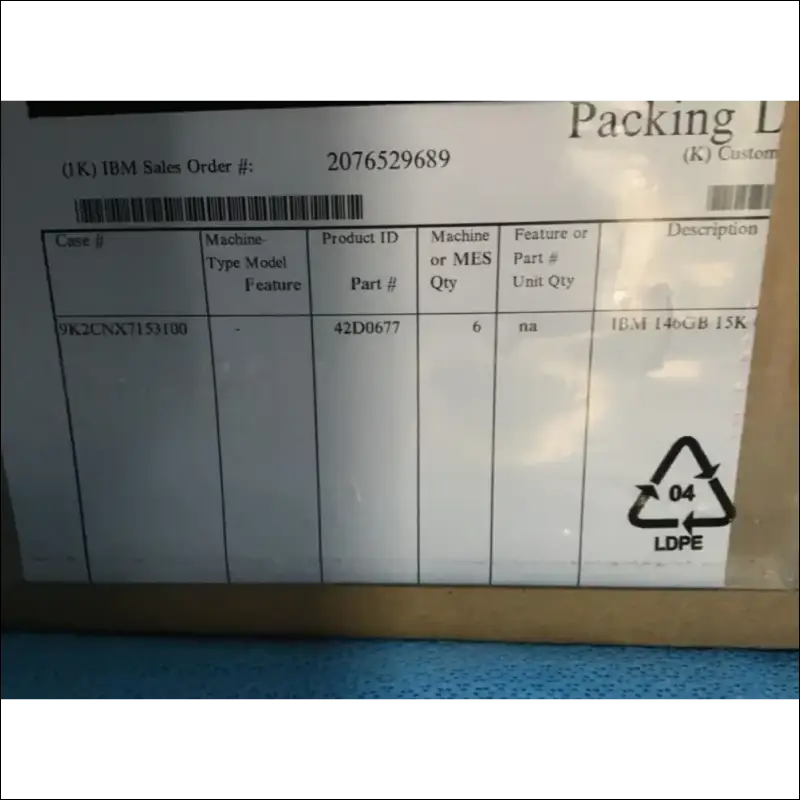 Packing L
(1K) IBM Sales Order #: 2076529689
(K) Custom
Case # Machine- Product ID Machine Feature or Description
Type Model or MES Part #
Feature Part # Qty Unit Qty
9K2CNX7153100 - 42D0677 6 na IBM 146GB 15K
04
LDPE